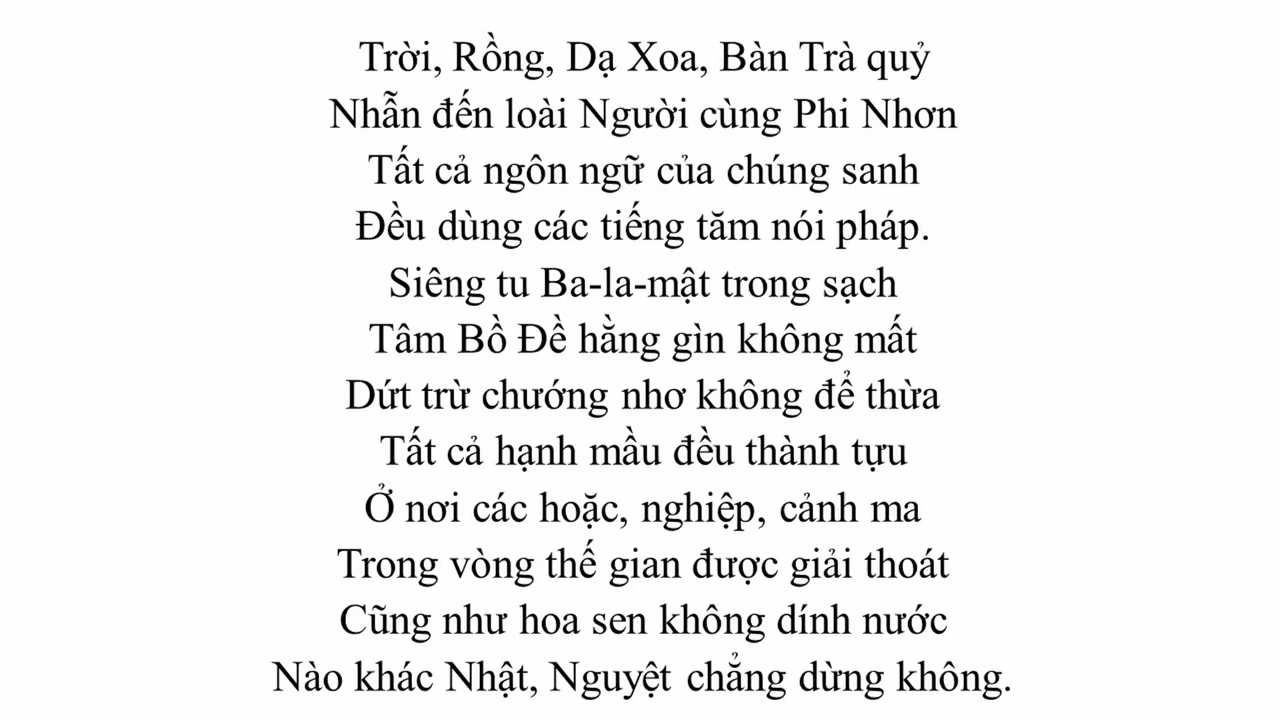 Trời, Rồng, Dạ Xoa, Bàn Trà quỷ
Nhẫn đến loài Người cùng Phi Nhơn
Tất cả ngôn ngữ của chúng sanh
Đều dùng các tiếng tăm nói pháp.
Siêng tu Ba-la-mật trong sạch
Tâm Bồ Đề hằng gìn không mất
Dứt trừ chướng nhơ không để thừa
Tất cả hạnh mầu đều thành tựu
Ở nơi các hoặc, nghiệp, cảnh ma
Trong vòng thế gian được giải thoát
Cũng như hoa sen không dính nước
Nào khác Nhật, Nguyệt chẳng dừng không.